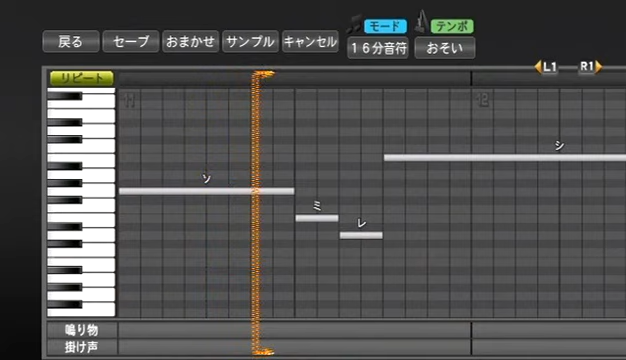 モード テンポ
戻る セーブ おまかせ サンプル キャンセル １６分音符 おそい
L1 R1
リピート
11 12
シ
ソ
ミ
レ
鳴り物
掛け声